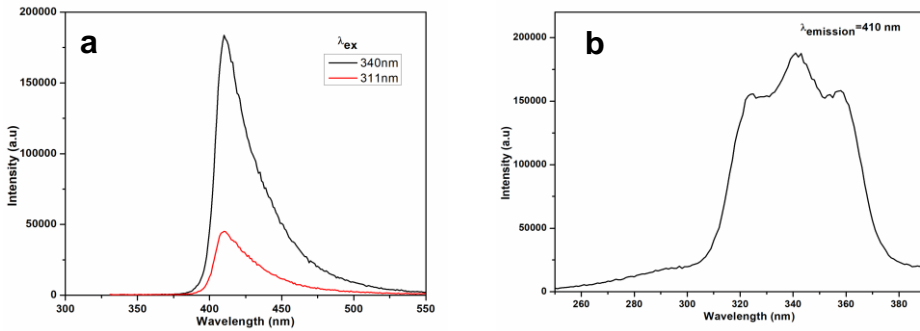 a
λex
340nm
311nm
200000
150000
100000
50000
0
Intensity (a.u)
300 350 400 450 500 550
Wavelength (nm)
b
λemission=410 nm
200000
150000
100000
50000
0
Intensity (a.u)
260 280 300 320 340 360 380
Wavelength (nm)